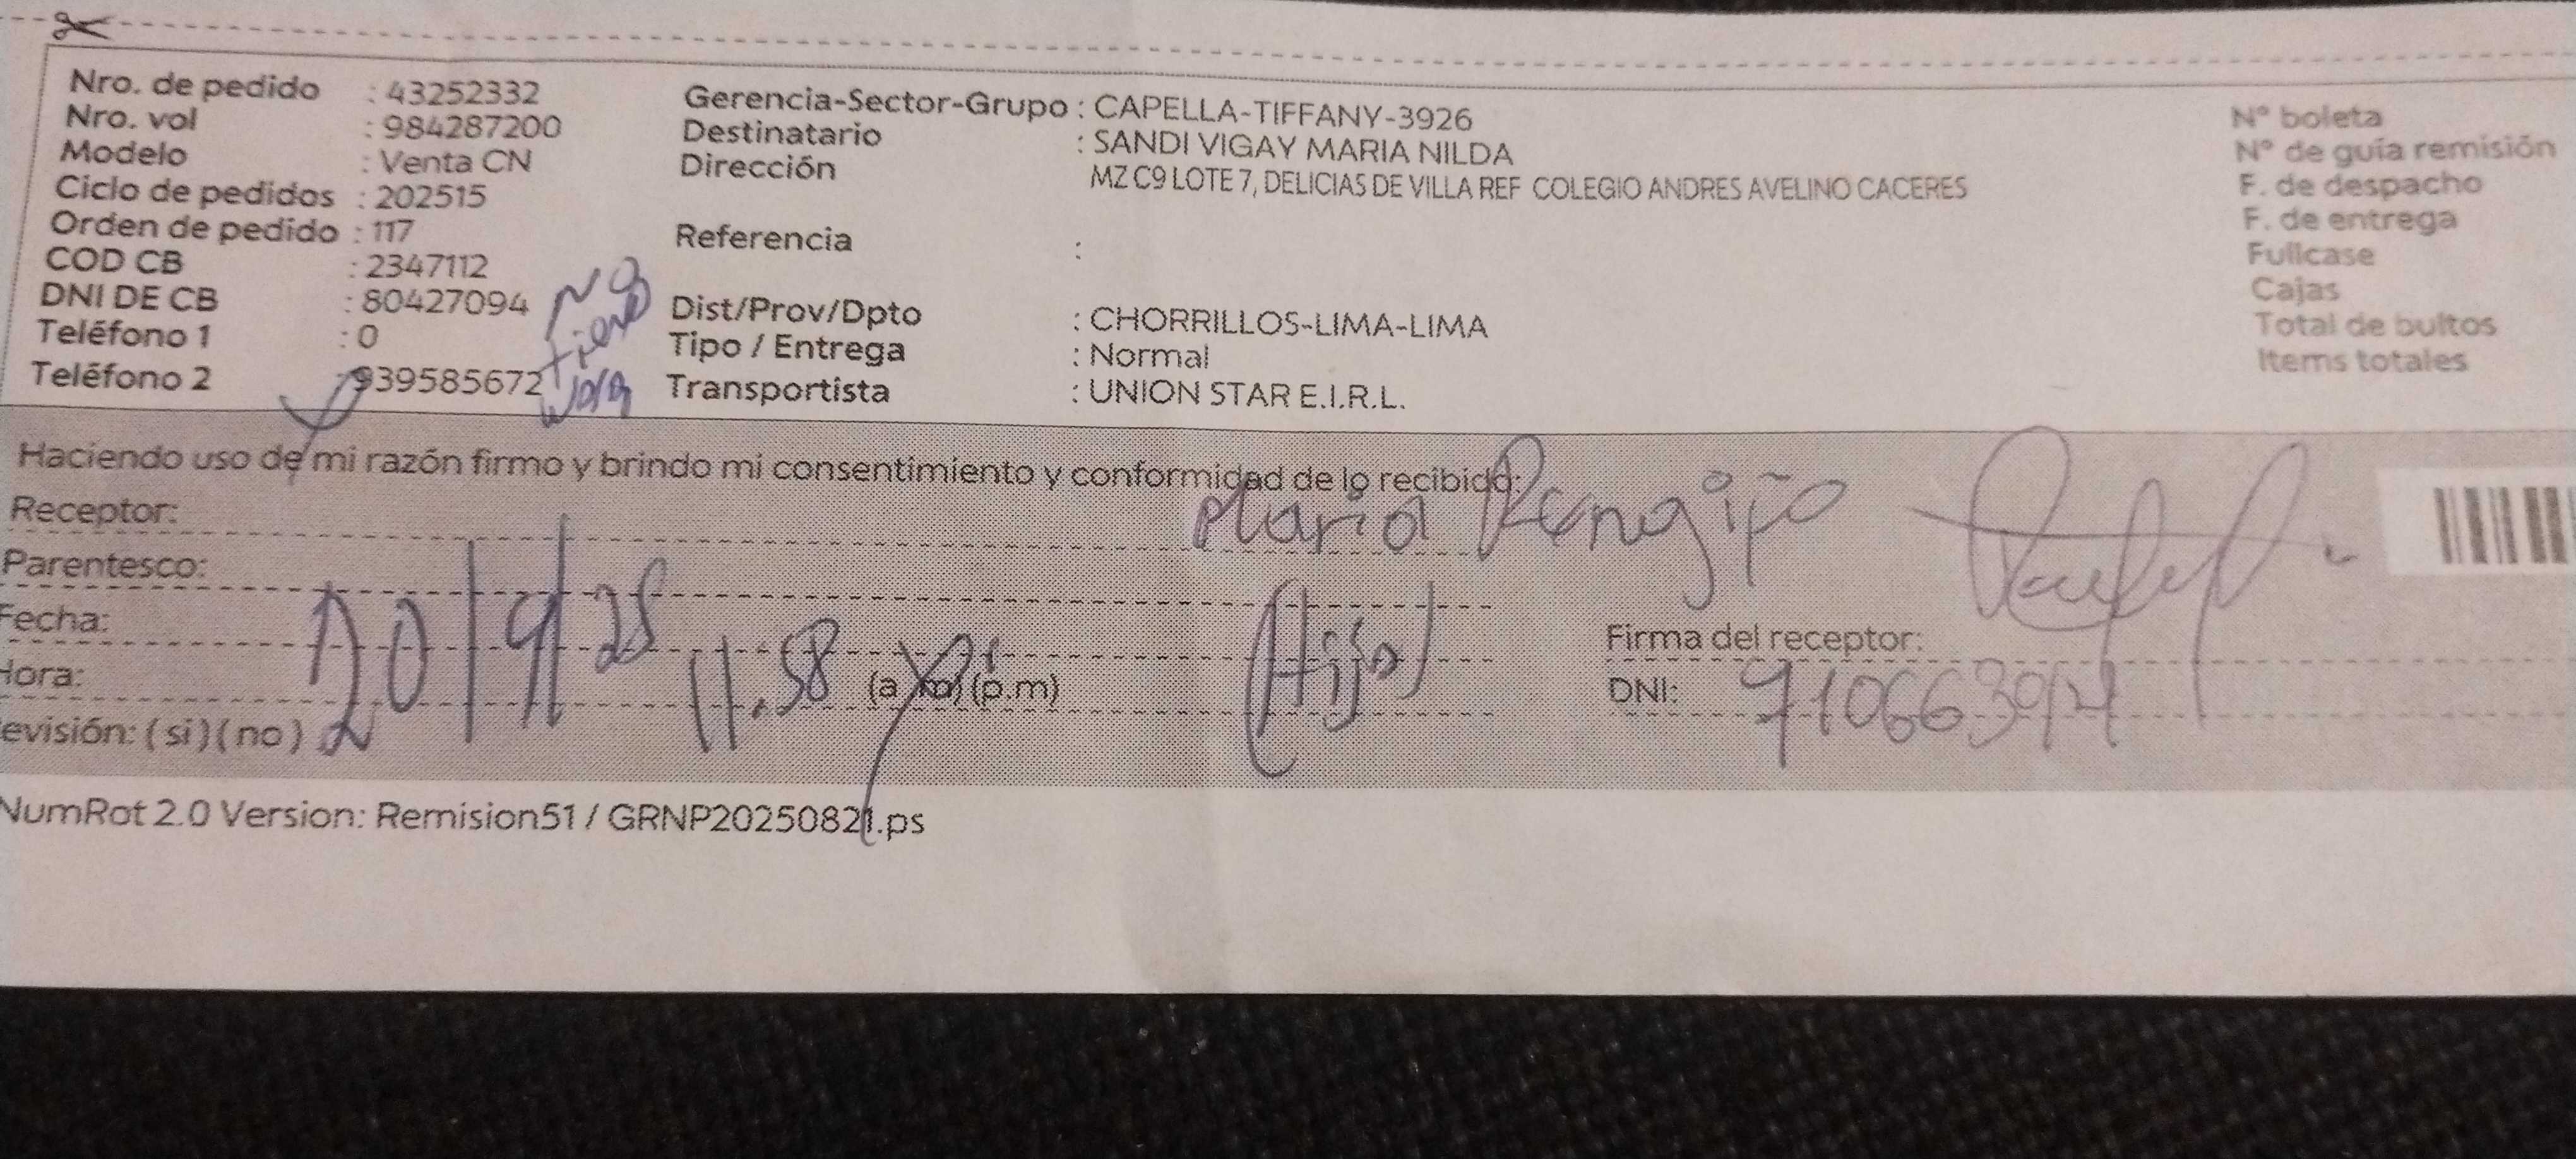 Nro. de pedido : 43252332
Nro. vol : 984287200
Modelo : Venta CN
Ciclo de pedidos : 202515
Orden de pedido : 117
COD CB : 2347112
DNI DE CB : 80427094
Teléfono 1 : 0
Teléfono 2 : 939585672
No
tiene
Gerencia-Sector-Grupo : CAPELLA-TIFFANY-3926
Destinatario : SANDI VIGAY MARIA NILDA
Dirección MZ C9 LOTE 7, DELICIAS DE VILLA REF COLEGIO ANDRES AVELINO CACERES
Referencia :
Dist/Prov/Dpto : CHORRILLOS-LIMA-LIMA
Tipo / Entrega : Normal
Transportista : UNION STAR E.I.R.L.
N° boleta
N° de guía remisión
F. de despacho
F. de entrega
Fullcase
Cajas
Total de bultos
Items totales
Haciendo uso de mi razón firmo y brindo mi consentimiento y conformidad de lo recibido:
Receptor: Maria Rengifo
Parentesco: (Hija)
Fecha: 20/9/25
Hora: 11.58 (a.m) (p.m)
evisión: (si) (no)
Firma del receptor:
DNI: 71066394
NumRot 2.0 Version: Remision51 / GRNP20250821.ps